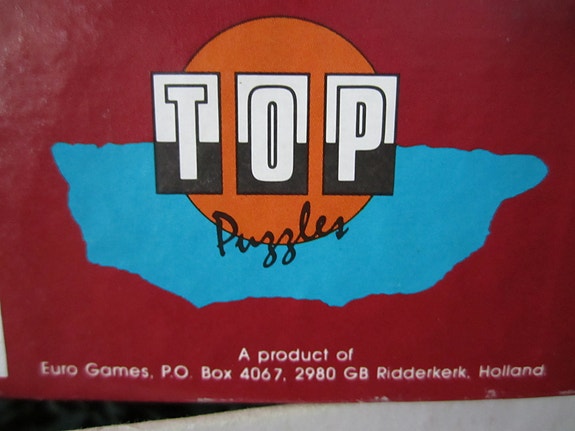 TOP
Puzzles
A product of
Euro Games, P.O. Box 4067, 2980 GB Ridderkerk, Holland